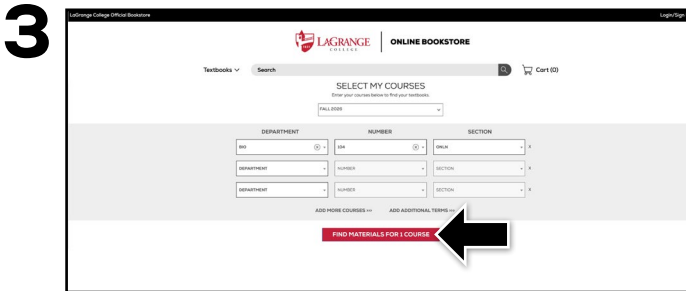 3
LaGrange College Official Bookstore Login/Sign
LAGRANGE COLLEGE ONLINE BOOKSTORE
Textbooks Search Cart (0)
SELECT MY COURSES
Enter your courses below to find your textbooks.
FALL 2020
DEPARTMENT NUMBER SECTION
BIO 104 ONLN X
DEPARTMENT NUMBER SECTION X
DEPARTMENT NUMBER SECTION X
ADD MORE COURSES >>> ADD ADDITIONAL TERMS >>>
FIND MATERIALS FOR 1 COURSE